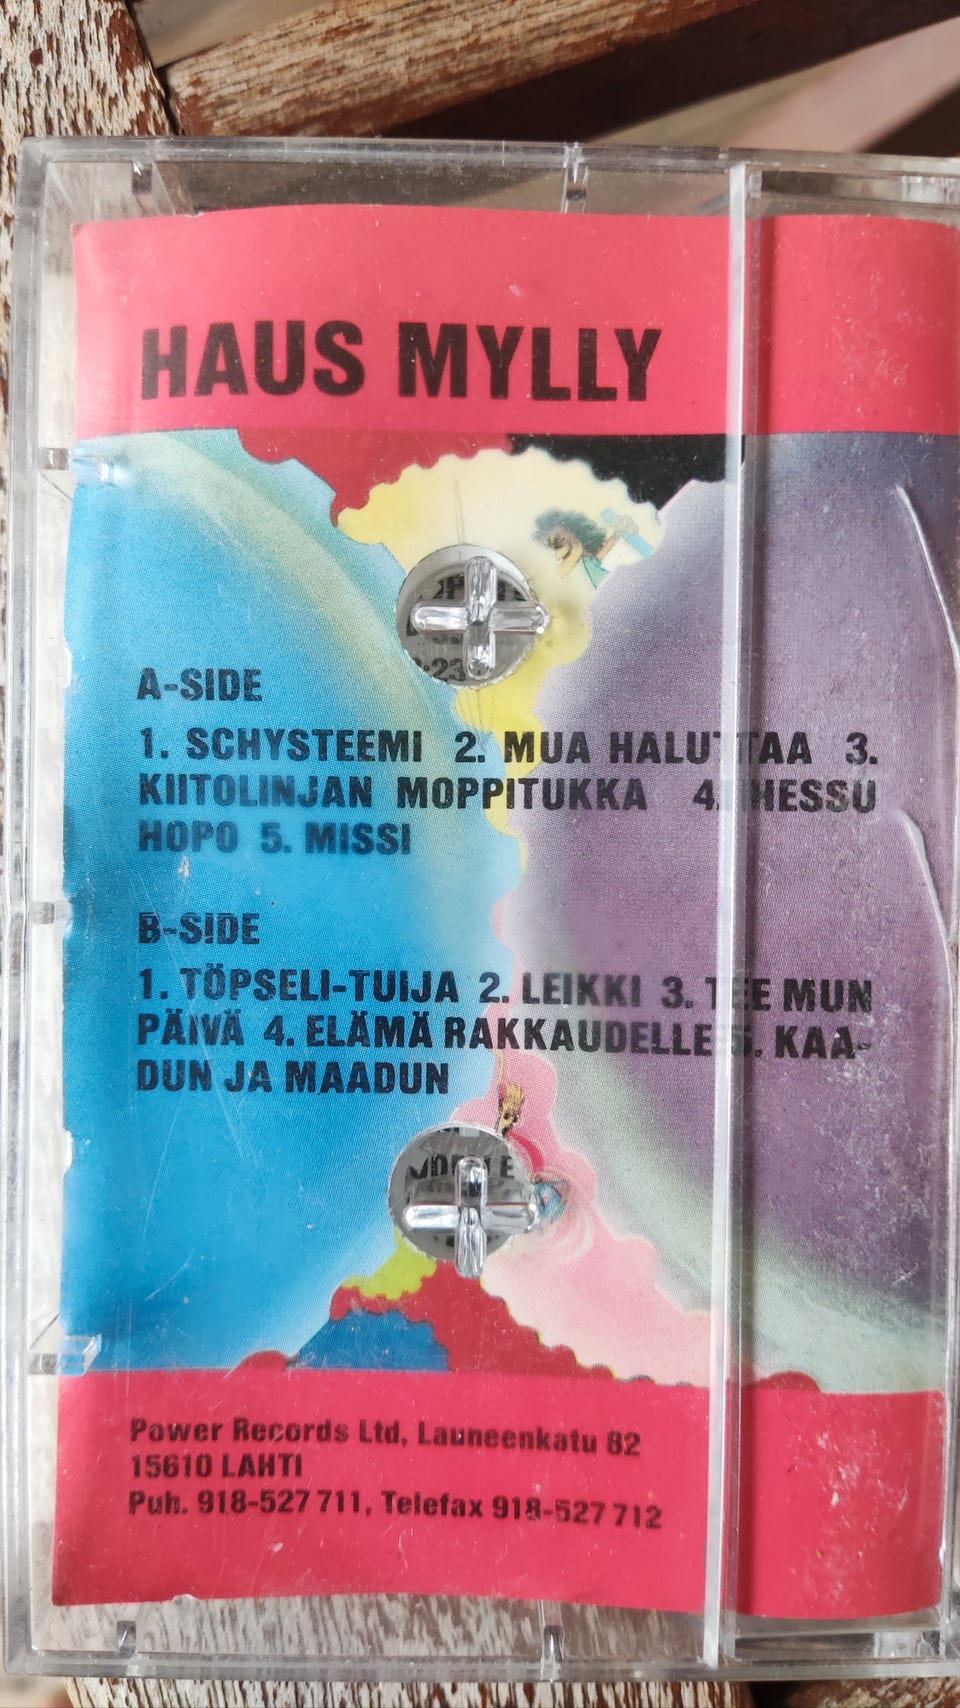 HAUS MYLLY
:23
A-SIDE
1. SCHYSTEEMI 2. MUA HALUTTAA 3.
KIITOLINJAN MOPPITUKKA 4. HESSU
HOPO 5. MISSI
B-SIDE
1. TÖPSELI-TUIJA 2. LEIKKI 3. TEE MUN
PÄIVÄ 4. ELÄMÄ RAKKAUDELLE 5. KAA-
DUN JA MAADUN
Power Records Ltd, Launeenkatu 82
15610 LAHTI
Puh. 918-527 711, Telefax 918-527 712